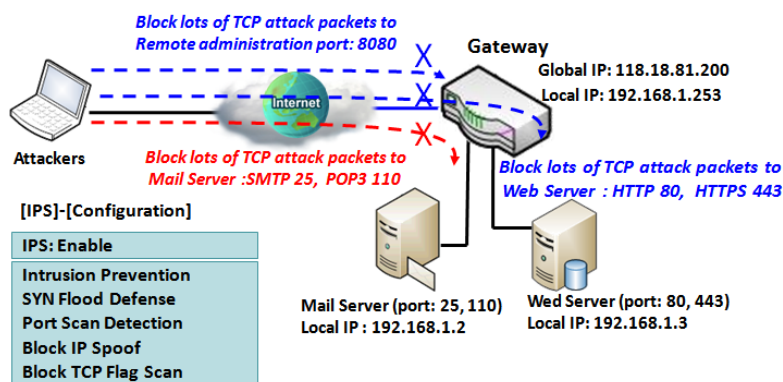 Block lots of TCP attack packets to
Remote administration port: 8080
Gateway
Global IP: 118.18.81.200
Local IP: 192.168.1.253
X
X
Internet
X
Attackers
Block lots of TCP attack packets to
Mail Server :SMTP 25, POP3 110
Block lots of TCP attack packets to
Web Server : HTTP 80, HTTPS 443
[IPS]-[Configuration]
IPS: Enable
Intrusion Prevention
SYN Flood Defense
Port Scan Detection
Block IP Spoof
Block TCP Flag Scan
Mail Server (port: 25, 110)
Local IP : 192.168.1.2
Wed Server (port: 80, 443)
Local IP: 192.168.1.3